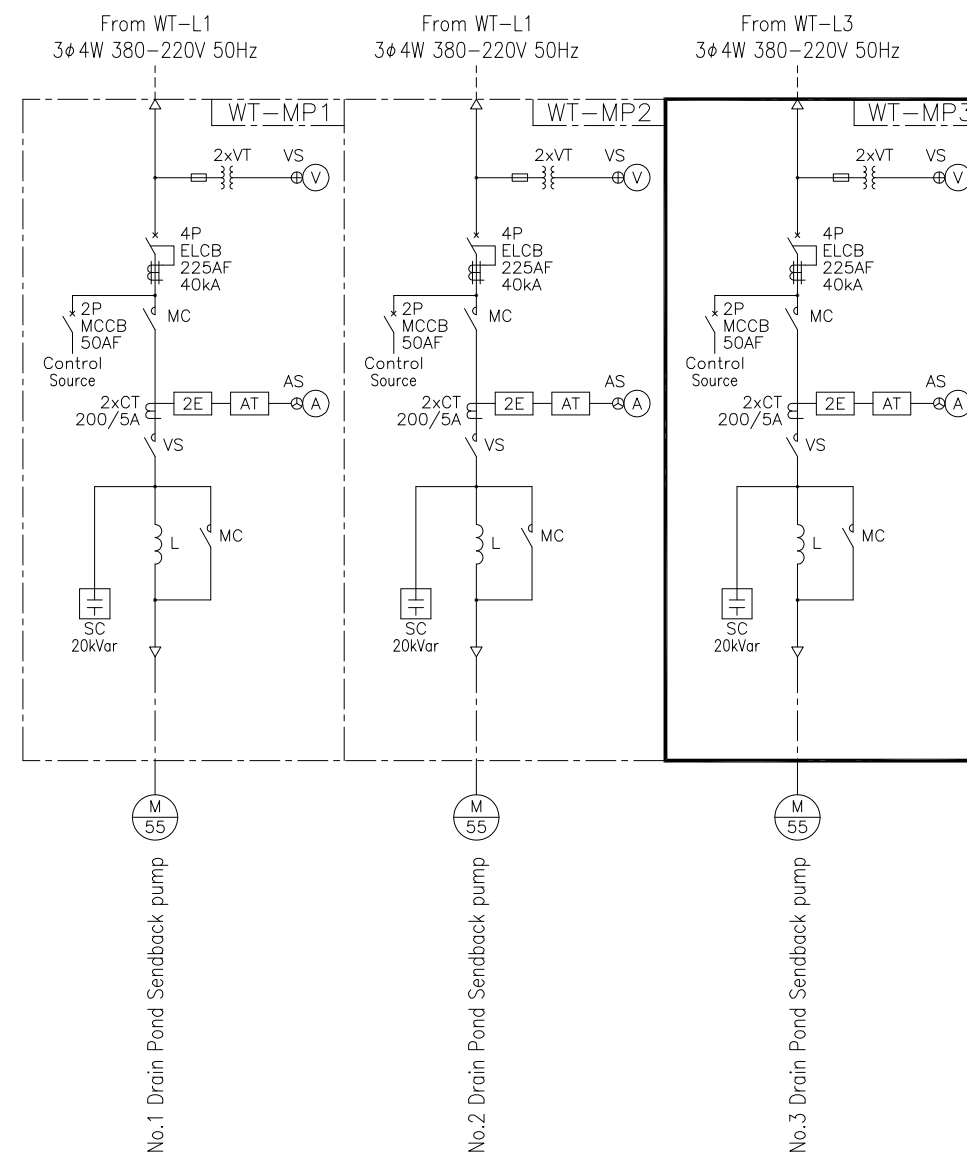 From WT-L1
3φ4W 380-220V 50Hz
WT-MP1
2xVT
VS
V
4P
ELCB
225AF
40kA
2P
MCCB
50AF
Control
Source
MC
2xCT
200/5A
2E
AT
AS
A
VS
L
MC
SC
20kVar
M
55
No.1 Drain Pond Sendback pump
From WT-L1
3φ4W 380-220V 50Hz
WT-MP2
2xVT
VS
V
4P
ELCB
225AF
40kA
2P
MCCB
50AF
Control
Source
MC
2xCT
200/5A
2E
AT
AS
A
VS
L
MC
SC
20kVar
M
55
No.2 Drain Pond Sendback pump
From WT-L3
3φ4W 380-220V 50Hz
WT-MP3
2xVT
VS
V
4P
ELCB
225AF
40kA
2P
MCCB
50AF
Control
Source
MC
2xCT
200/5A
2E
AT
AS
A
VS
L
MC
SC
20kVar
M
55
No.3 Drain Pond Sendback pump